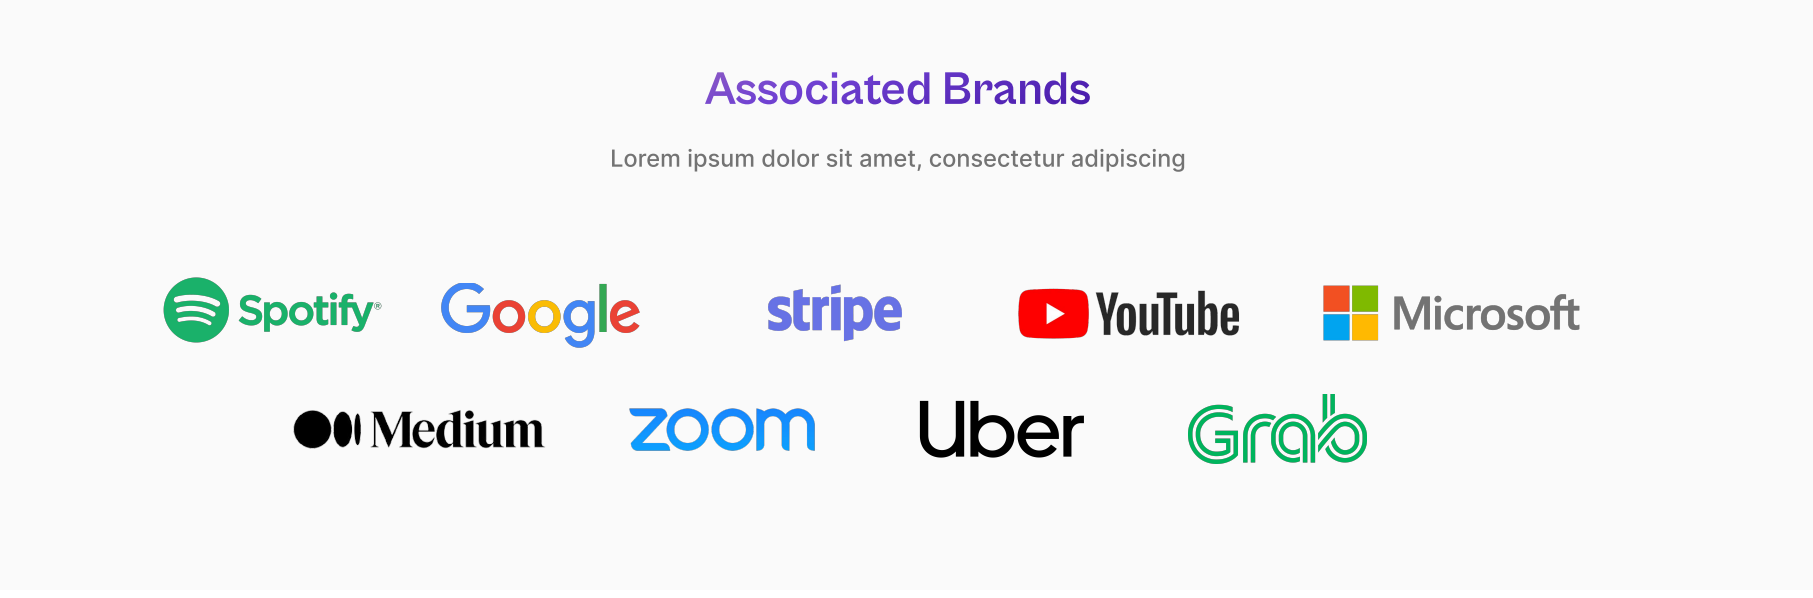 Associated Brands
Lorem ipsum dolor sit amet, consectetur adipiscing
Spotify® Google stripe YouTube Microsoft
Medium zoom Uber Grab